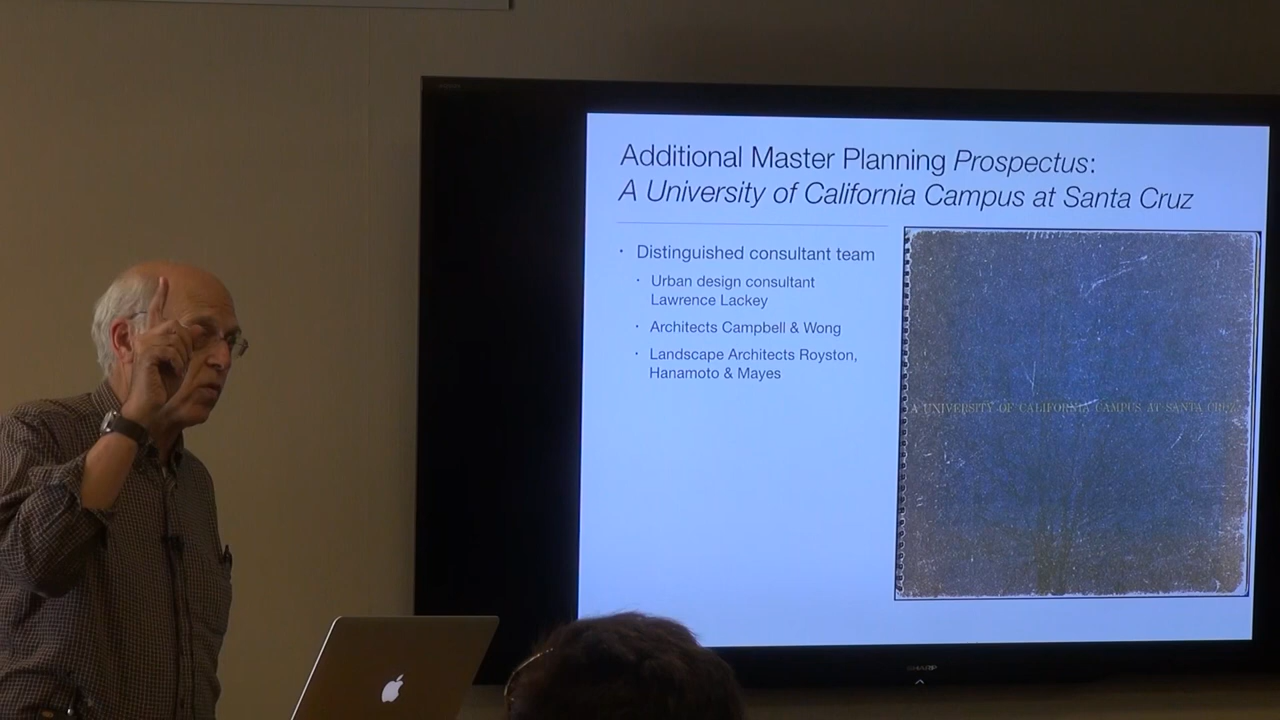 Additional Master Planning Prospectus:
A University of California Campus at Santa Cruz
• Distinguished consultant team
• Urban design consultant
Lawrence Lackey
• Architects Campbell & Wong
• Landscape Architects Royston,
Hanamoto & Mayes
A UNIVERSITY OF CALIFORNIA CAMPUS AT SANTA CRUZ
SHARP